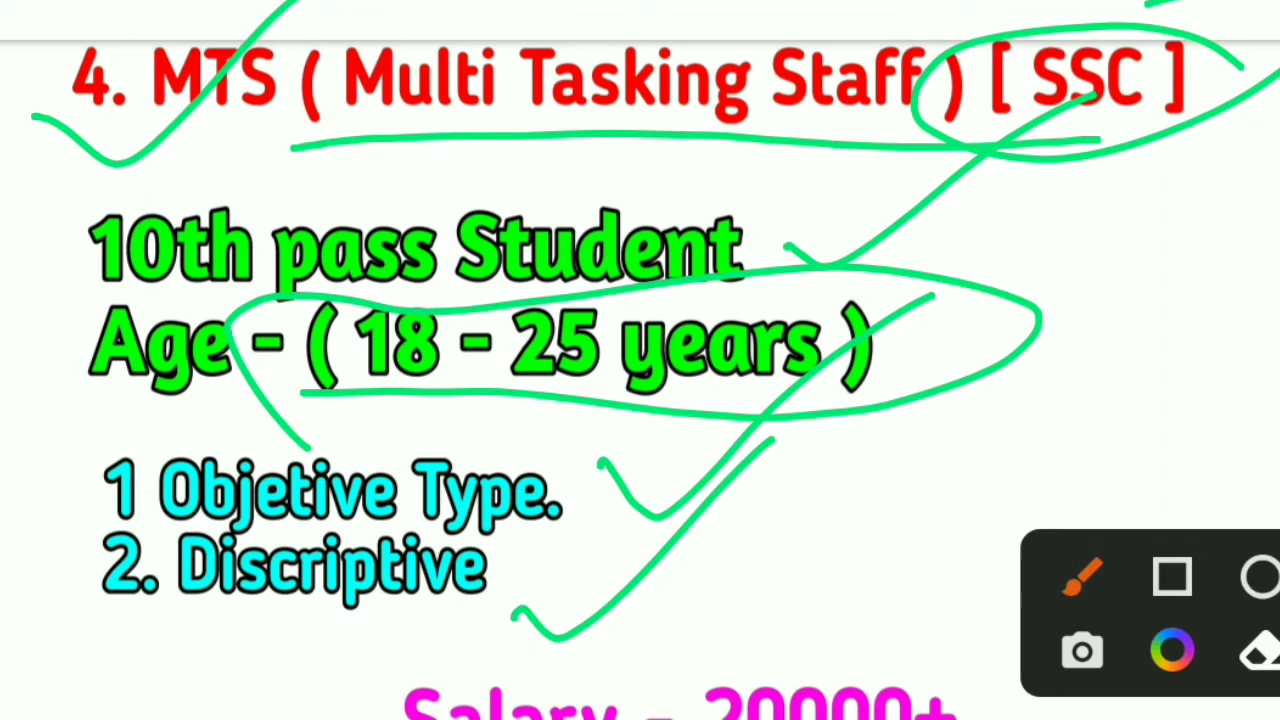 4. MTS ( Multi Tasking Staff ) [ SSC ]
10th pass Student
Age - ( 18 - 25 years )
1 Objetive Type.
2. Discriptive
Salary - 20000+